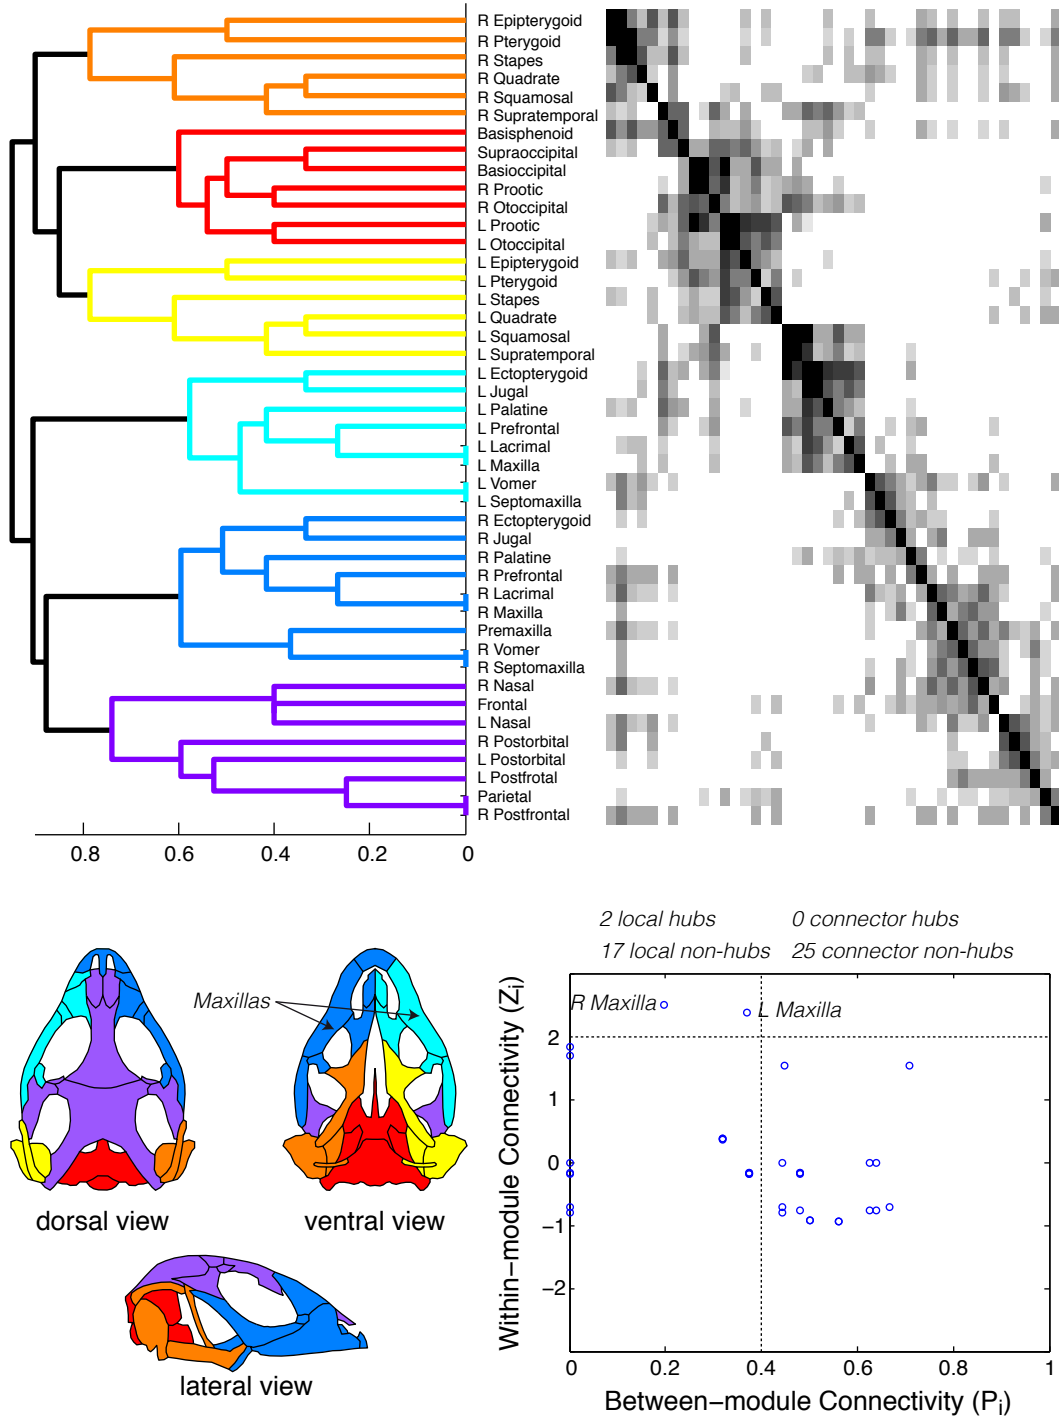 R Epipterygoid
R Pterygoid
R Stapes
R Quadrate
R Squamosal
R Supratemporal
Basisphenoid
Supraoccipital
Basioccipital
R Prootic
R Otoccipital
L Prootic
L Otoccipital
L Epipterygoid
L Pterygoid
L Stapes
L Quadrate
L Squamosal
L Supratemporal
L Ectopterygoid
L Jugal
L Palatine
L Prefrontal
L Lacrimal
L Maxilla
L Vomer
L Septomaxilla
R Ectopterygoid
R Jugal
R Palatine
R Prefrontal
R Lacrimal
R Maxilla
Premaxilla
R Vomer
R Septomaxilla
R Nasal
Frontal
L Nasal
R Postorbital
L Postorbital
L Postfrotal
Parietal
R Postfrontal
0.8 0.6 0.4 0.2 0
Maxillas
dorsal view
ventral view
lateral view
2 local hubs 0 connector hubs
17 local non-hubs 25 connector non-hubs
R Maxilla L Maxilla
2
1
0
−1
−2
0 0.2 0.4 0.6 0.8 1
Within−module Connectivity (Zi)
Between−module Connectivity (Pi)